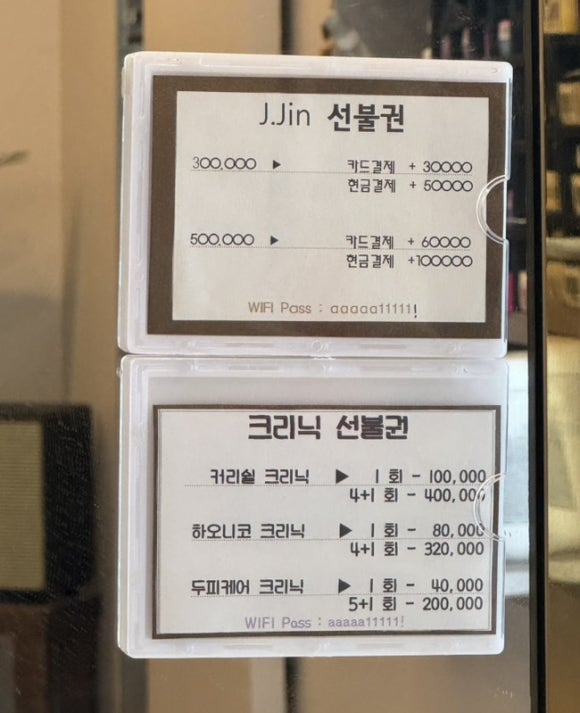 J.Jin 선불권
300,000 ▶ 카드결제 + 30000
현금결제 + 50000
500,000 ▶ 카드결제 + 60000
현금결제 +100000
WIFI Pass : aaaaa11111!
크리닉 선불권
커리쉴 크리닉 ▶ 1 회 - 100,000
4+1 회 - 400,000
하오니코 크리닉 ▶ 1 회 - 80,000
4+1 회 - 320,000
두피케어 크리닉 ▶ 1 회 - 40,000
5+1 회 - 200,000
WIFI Pass : aaaaa11111!